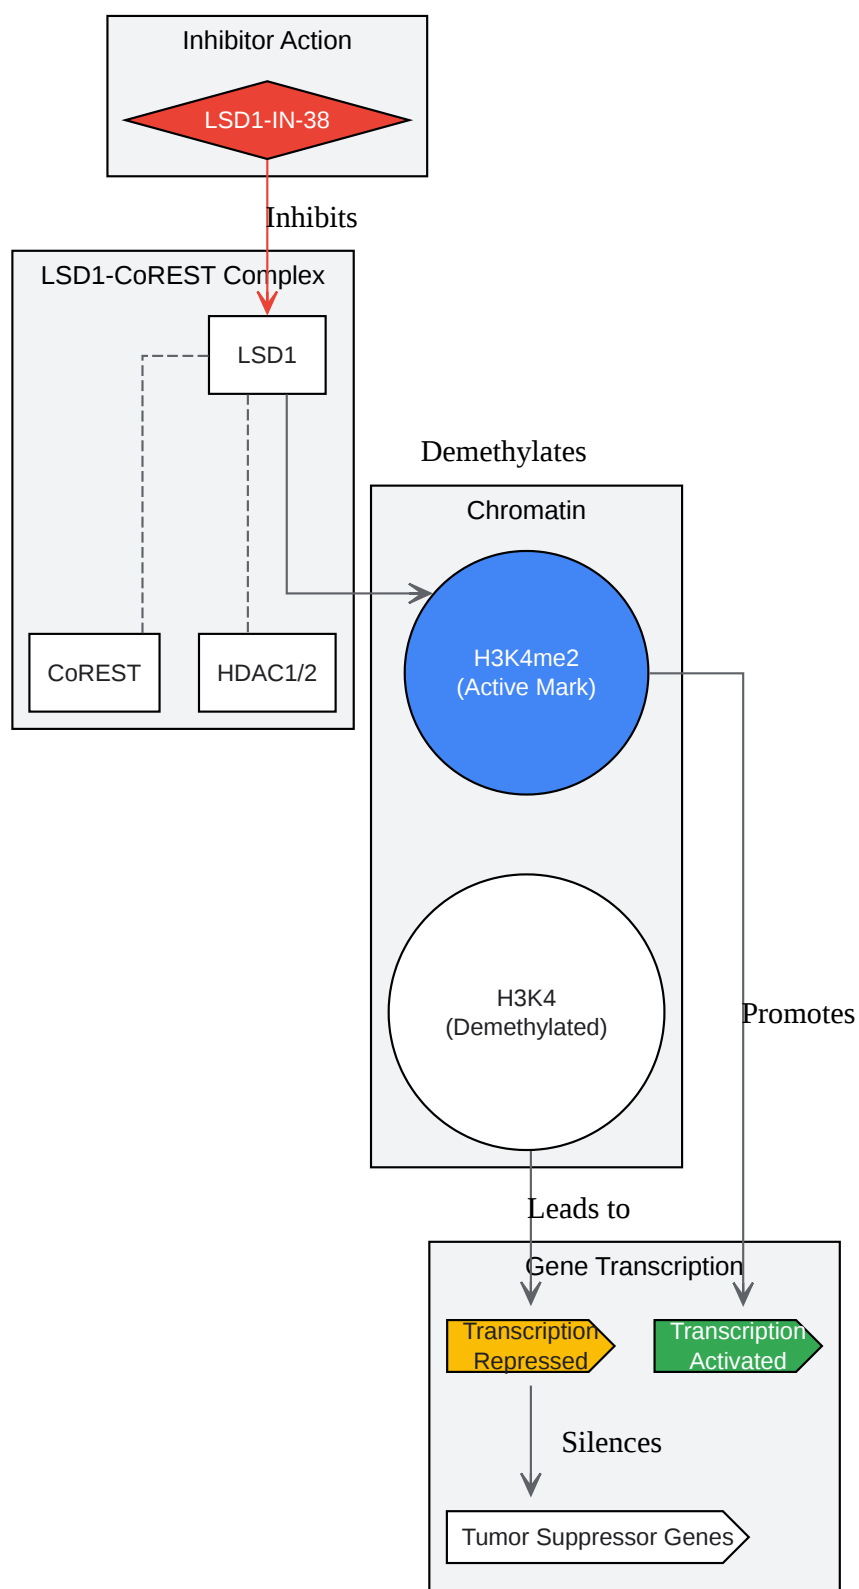 Inhibitor Action
LSD1-IN-38
Inhibits
LSD1-CoREST Complex
LSD1
Demethylates
Chromatin
H3K4me2
(Active Mark)
CoREST
HDAC1/2
H3K4
(Demethylated)
Promotes
Leads to
Gene Transcription
Transcription
Repressed
Transcription
Activated
Silences
Tumor Suppressor Genes